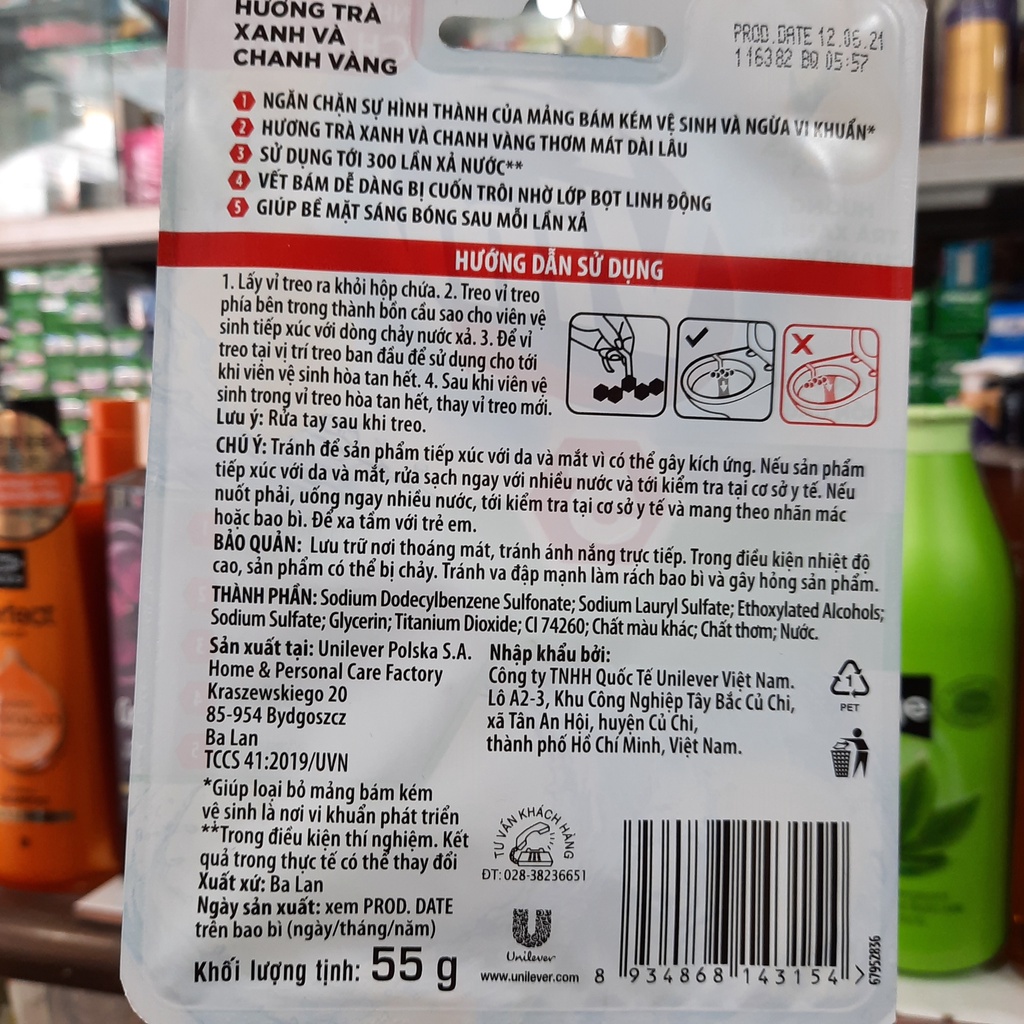 HƯƠNG TRÀ
XANH VÀ
CHANH VÀNG
PROD.DATE 12.06.21
116382 BQ 05:57
1 NGĂN CHẶN SỰ HÌNH THÀNH CỦA MẢNG BÁM KÉM VỆ SINH VÀ NGỪA VI KHUẨN*
2 HƯƠNG TRÀ XANH VÀ CHANH VÀNG THƠM MÁT DÀI LÂU
3 SỬ DỤNG TỚI 300 LẦN XẢ NƯỚC**
4 VẾT BÁM DỄ DÀNG BỊ CUỐN TRÔI NHỜ LỚP BỌT LINH ĐỘNG
5 GIÚP BỀ MẶT SÁNG BÓNG SAU MỖI LẦN XẢ
HƯỚNG DẪN SỬ DỤNG
1. Lấy vỉ treo ra khỏi hộp chứa. 2. Treo vỉ treo
phía bên trong thành bồn cầu sao cho viên vệ
sinh tiếp xúc với dòng chảy nước xả. 3. Để vỉ
treo tại vị trí treo ban đầu để sử dụng cho tới
khi viên vệ sinh hòa tan hết. 4. Sau khi viên vệ
sinh trong vỉ treo hòa tan hết, thay vỉ treo mới.
Lưu ý: Rửa tay sau khi treo.
CHÚ Ý: Tránh để sản phẩm tiếp xúc với da và mắt vì có thể gây kích ứng. Nếu sản phẩm
tiếp xúc với da và mắt, rửa sạch ngay với nhiều nước và tới kiểm tra tại cơ sở y tế. Nếu
nuốt phải, uống ngay nhiều nước, tới kiểm tra tại cơ sở y tế và mang theo nhãn mác
hoặc bao bì. Để xa tầm với trẻ em.
BẢO QUẢN: Lưu trữ nơi thoáng mát, tránh ánh nắng trực tiếp. Trong điều kiện nhiệt độ
cao, sản phẩm có thể bị chảy. Tránh va đập mạnh làm rách bao bì và gây hỏng sản phẩm.
THÀNH PHẦN: Sodium Dodecylbenzene Sulfonate; Sodium Lauryl Sulfate; Ethoxylated Alcohols;
Sodium Sulfate; Glycerin; Titanium Dioxide; CI 74260; Chất màu khác; Chất thơm; Nước.
Sản xuất tại: Unilever Polska S.A.
Home & Personal Care Factory
Kraszewskiego 20
85-954 Bydgoszcz
Ba Lan
TCCS 41:2019/UVN
Nhập khẩu bởi:
Công ty TNHH Quốc Tế Unilever Việt Nam.
Lô A2-3, Khu Công Nghiệp Tây Bắc Củ Chi,
xã Tân An Hội, huyện Củ Chi,
thành phố Hồ Chí Minh, Việt Nam.
1
PET
*Giúp loại bỏ mảng bám kém
vệ sinh là nơi vi khuẩn phát triển
**Trong điều kiện thí nghiệm. Kết
quả trong thực tế có thể thay đổi
Xuất xứ: Ba Lan
Ngày sản xuất: xem PROD. DATE
trên bao bì (ngày/tháng/năm)
Khối lượng tịnh: 55 g
TƯ VẤN KHÁCH HÀNG
ĐT: 028-38236651
Unilever
www.unilever.com
8 934868 143154 >
67952836